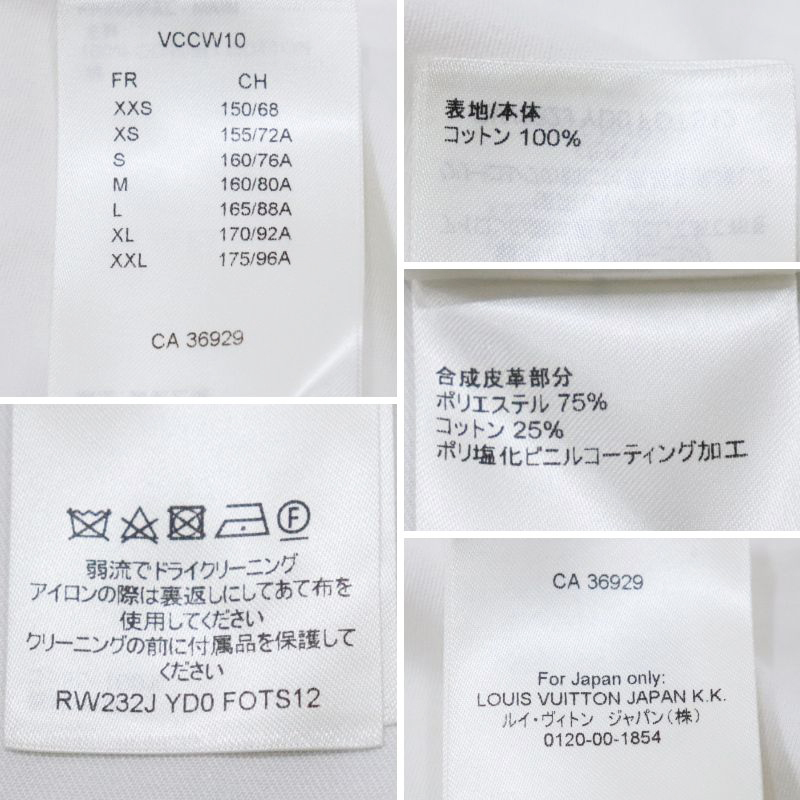 VCCW10
FR CH
XXS 150/68
XS 155/72A
S 160/76A
M 160/80A
L 165/88A
XL 170/92A
XXL 175/96A
CA 36929
表地/本体
コットン 100%
合成皮革部分
ポリエステル 75%
コットン 25%
ポリ塩化ビニルコーティング加工
F
弱流でドライクリーニング
アイロンの際は裏返しにしてあて布を
使用してください
クリーニングの前に付属品を保護して
ください
RW232J YD0 FOTS12
CA 36929
For Japan only:
LOUIS VUITTON JAPAN K.K.
ルイ・ヴィトン ジャパン(株)
0120-00-1854